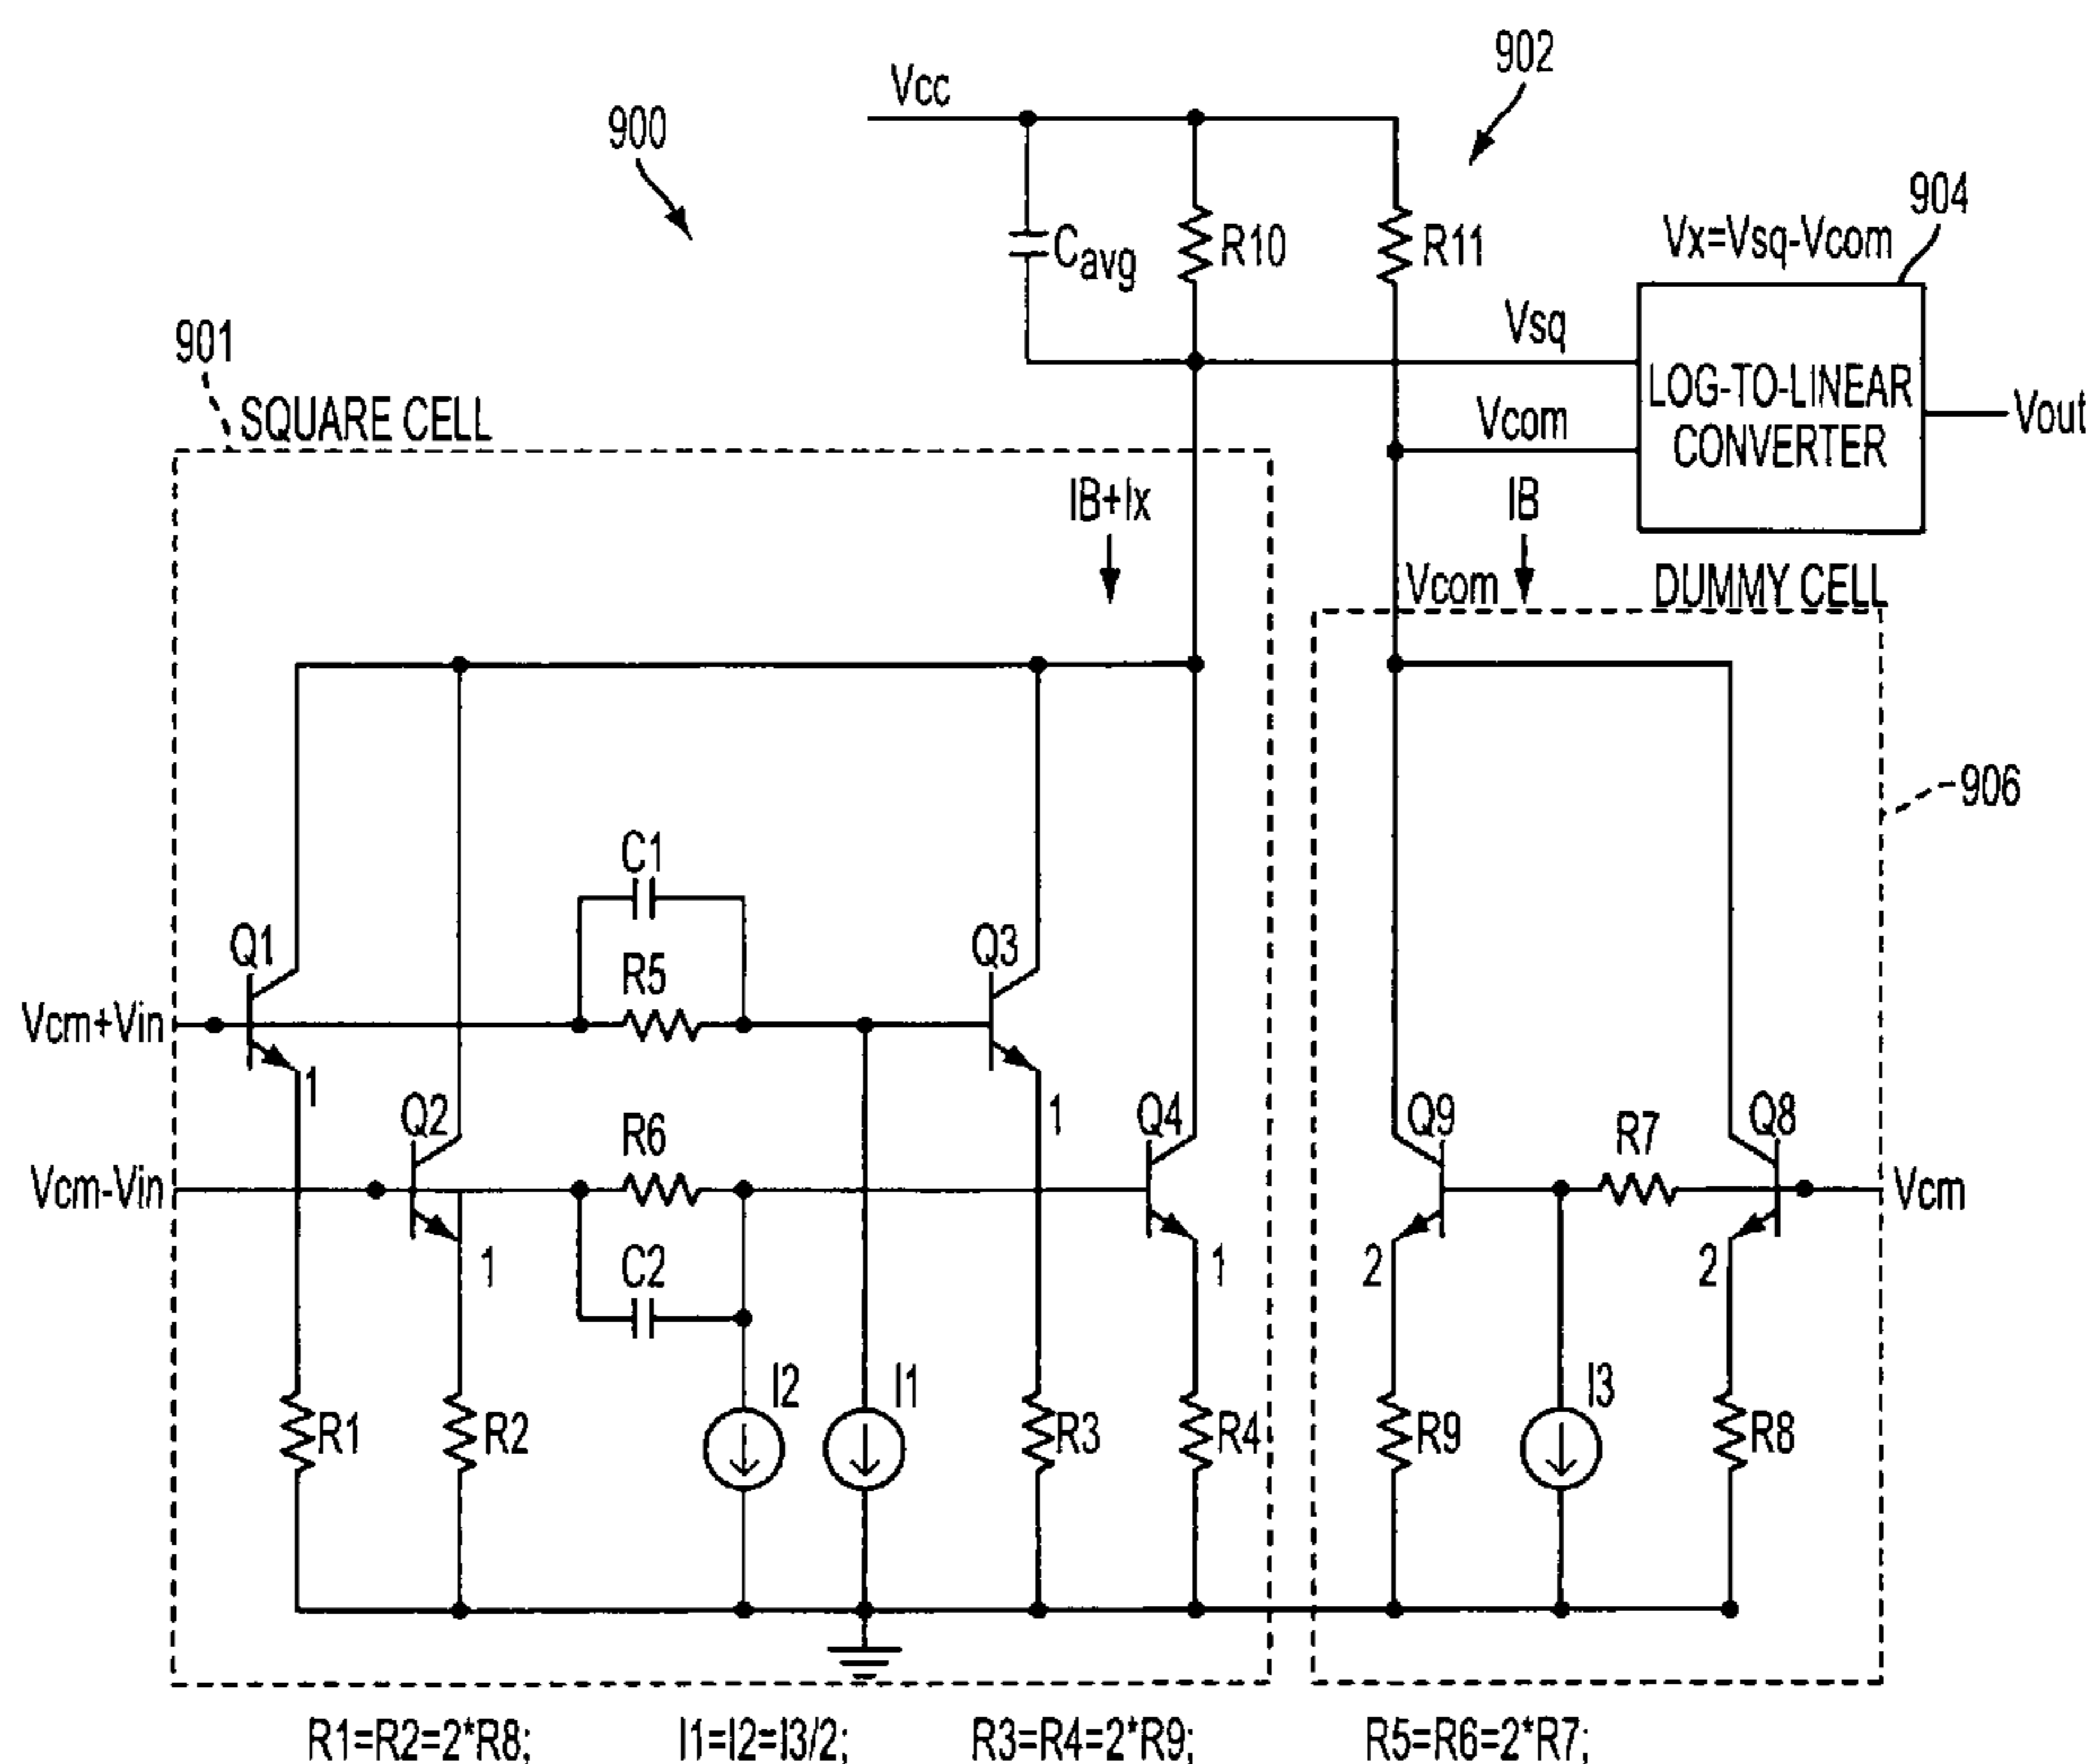 902
Vcc
900
904
Vx=Vsq-Vcom
Cavg
R10
R11
Vsq
901
SQUARE CELL
LOG-TO-LINEAR
CONVERTER
Vcom
Vout
IB+Ix
IB
Vcom
DUMMY CELL
906
C1
Q1
R5
Q3
Vcm+Vin
1
Q2
R6
1
Q4
Q9
R7
Q8
Vcm-Vin
Vcm
1
C2
1
2
2
I2
I1
I3
R1
R2
R3
R4
R9
R8
R1=R2=2*R8;
I1=I2=I3/2;
R3=R4=2*R9;
R5=R6=2*R7;